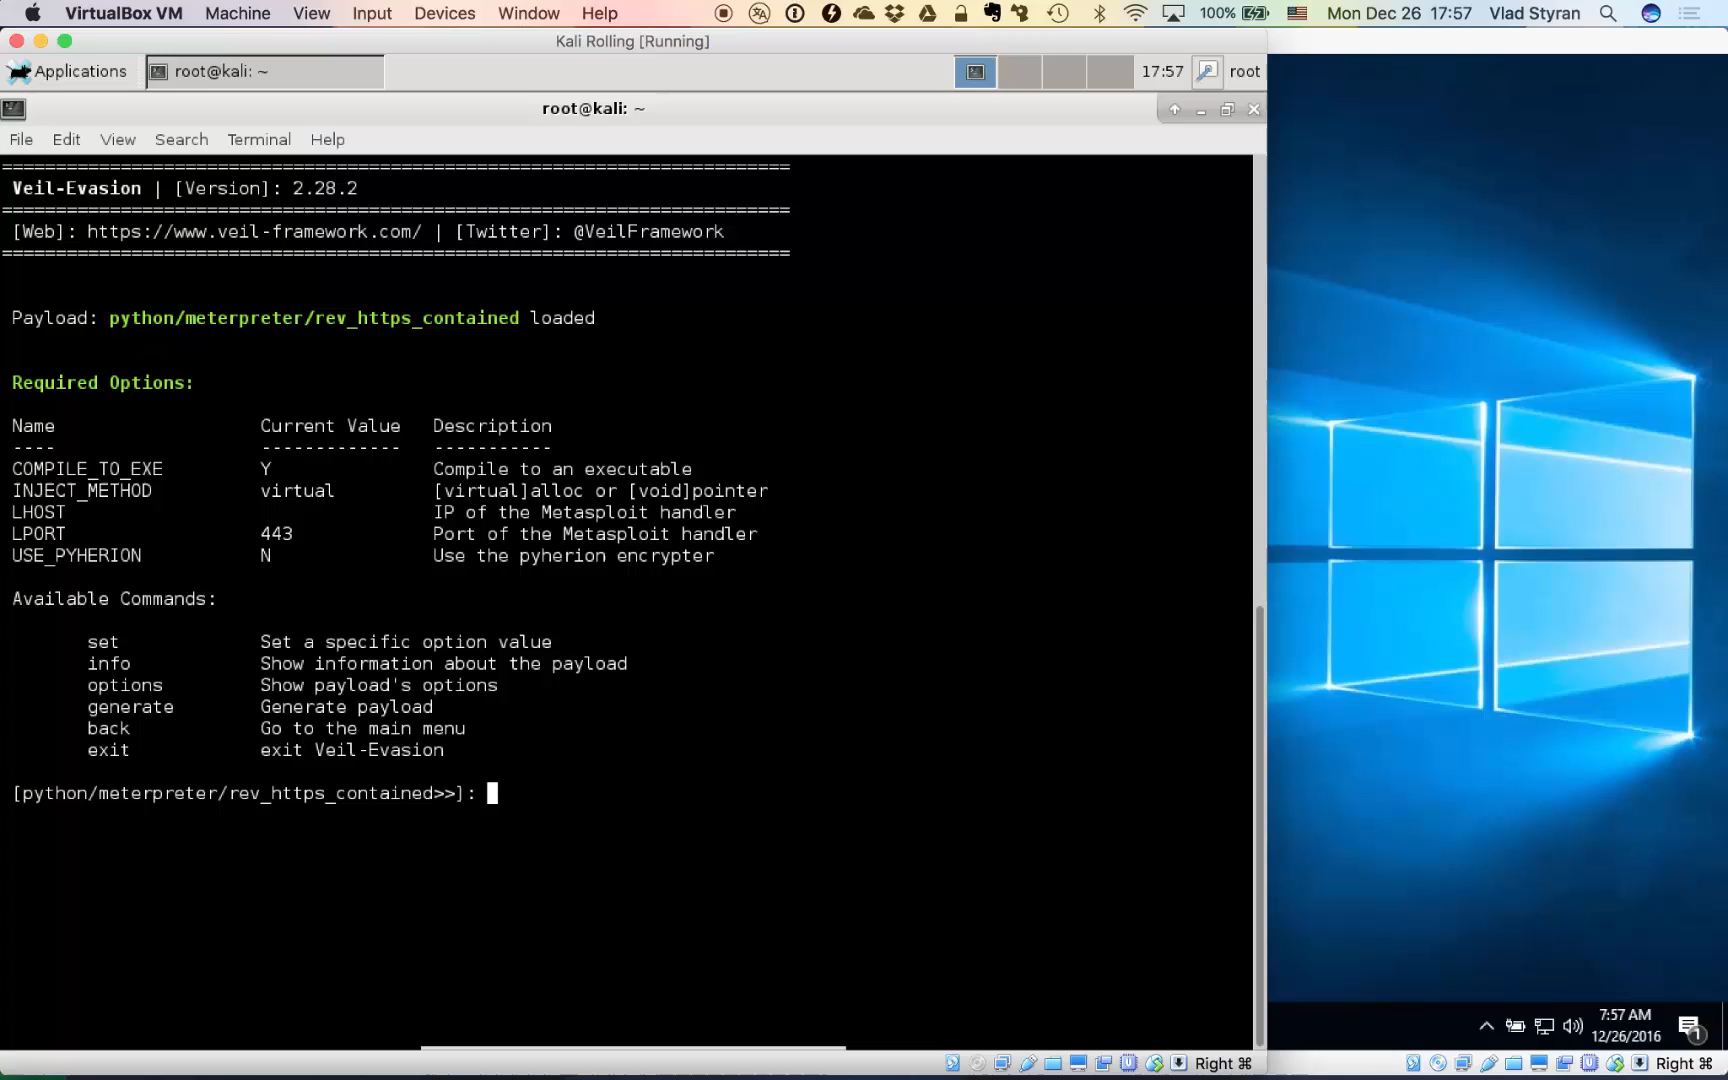 VirtualBox VM Machine View Input Devices Window Help 100% Mon Dec 26 17:57 Vlad Styran
Kali Rolling [Running]
Applications root@kali: ~ 17:57 root
root@kali: ~
File Edit View Search Terminal Help
=========================================================================
Veil-Evasion | [Version]: 2.28.2
=========================================================================
[Web]: https://www.veil-framework.com/ | [Twitter]: @VeilFramework
=========================================================================
Payload: python/meterpreter/rev_https_contained loaded
Required Options:
Name Current Value Description
---- ------------- -----------
COMPILE_TO_EXE Y Compile to an executable
INJECT_METHOD virtual [virtual]alloc or [void]pointer
LHOST IP of the Metasploit handler
LPORT 443 Port of the Metasploit handler
USE_PYHERION N Use the pyherion encrypter
Available Commands:
set Set a specific option value
info Show information about the payload
options Show payload's options
generate Generate payload
back Go to the main menu
exit exit Veil-Evasion
[python/meterpreter/rev_https_contained>>]:
7:57 AM
12/26/2016
1
Right ⌘
Right ⌘